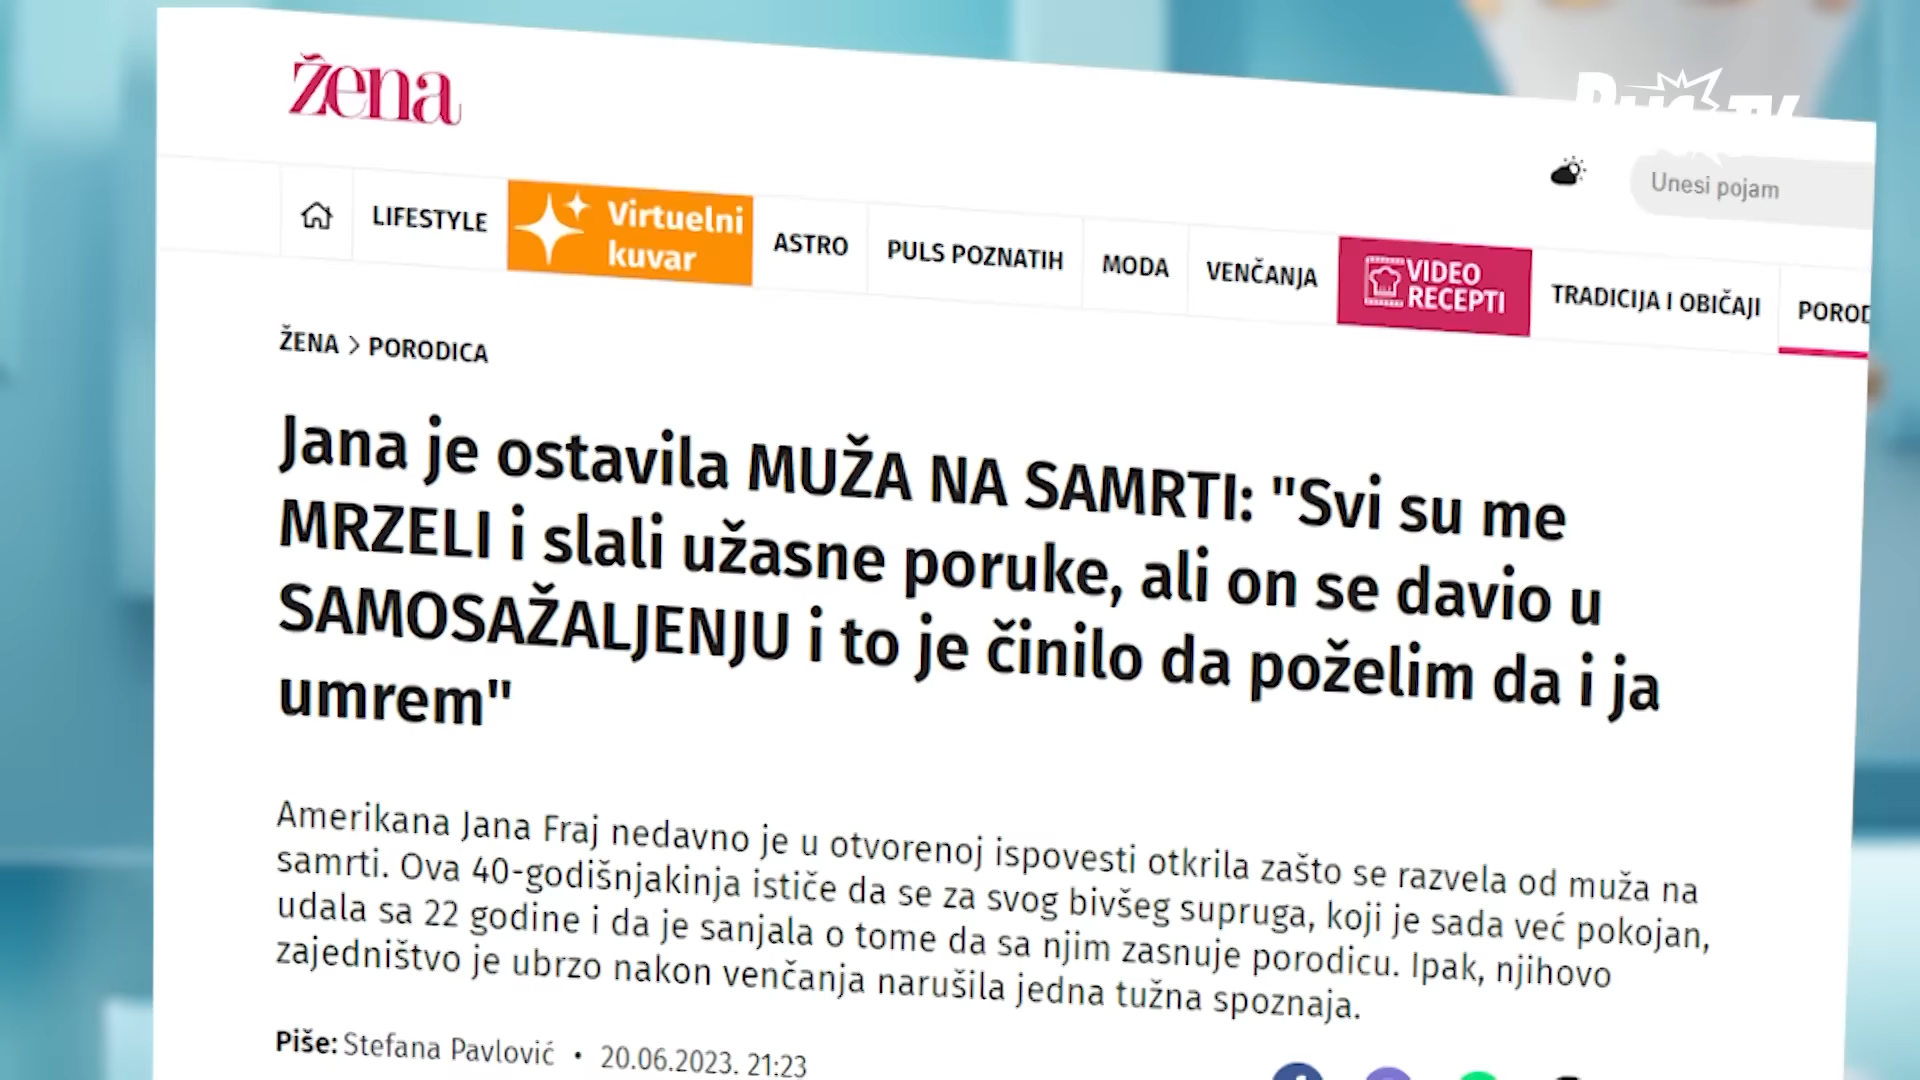 žena
Unesi pojam
LIFESTYLE
Virtuelni
kuvar
ASTRO
PULS POZNATIH
MODA
VENČANJA
VIDEO
RECEPTI
TRADICIJA I OBIČAJI
ŽENA > PORODICA
Jana je ostavila MUŽA NA SAMRTI: "Svi su me
MRZELI i slali užasne poruke, ali on se davio u
SAMOSAŽALJENJU i to je činilo da poželim da i ja
umrem"
Amerikana Jana Fraj nedavno je u otvorenoj ispovesti otkrila zašto se razvela od muža na
samrti. Ova 40-godišnjakinja ističe da se za svog bivšeg supruga, koji je sada već pokojan,
udala sa 22 godine i da je sanjala o tome da sa njim zasnuje porodicu. Ipak, njihovo
zajedništvo je ubrzo nakon venčanja narušila jedna tužna spoznaja.
Piše: Stefana Pavlović • 20.06.2023. 21:23